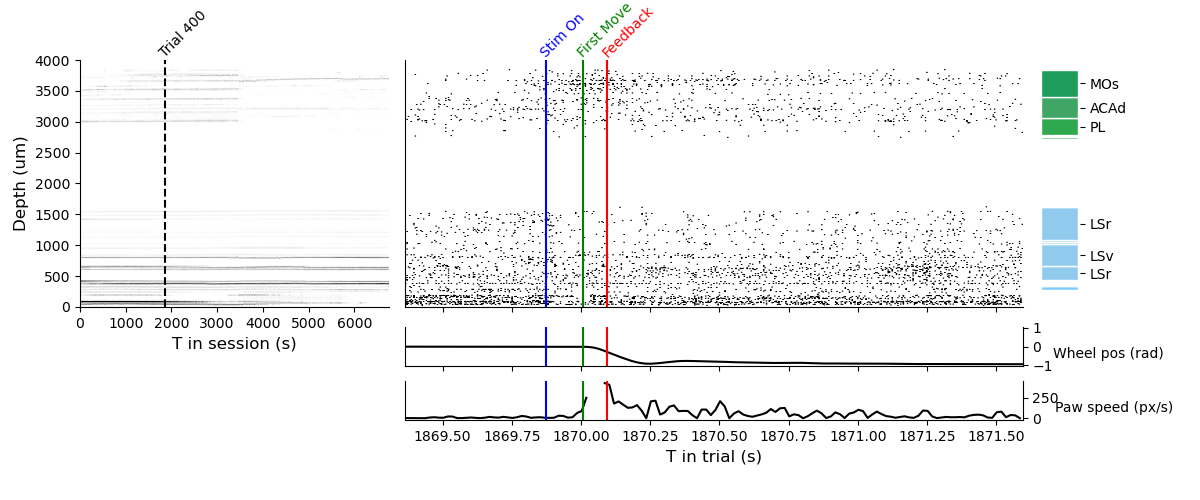 Trial 400
Stim On
First Move
Feedback
4000
3500
3000
2500
2000
1500
1000
500
0
Depth (um)
0 1000 2000 3000 4000 5000 6000
T in session (s)
MOs
ACAd
PL
LSr
LSv
LSr
1
0
−1
Wheel pos (rad)
250
0
Paw speed (px/s)
1869.50 1869.75 1870.00 1870.25 1870.50 1870.75 1871.00 1871.25 1871.50
T in trial (s)